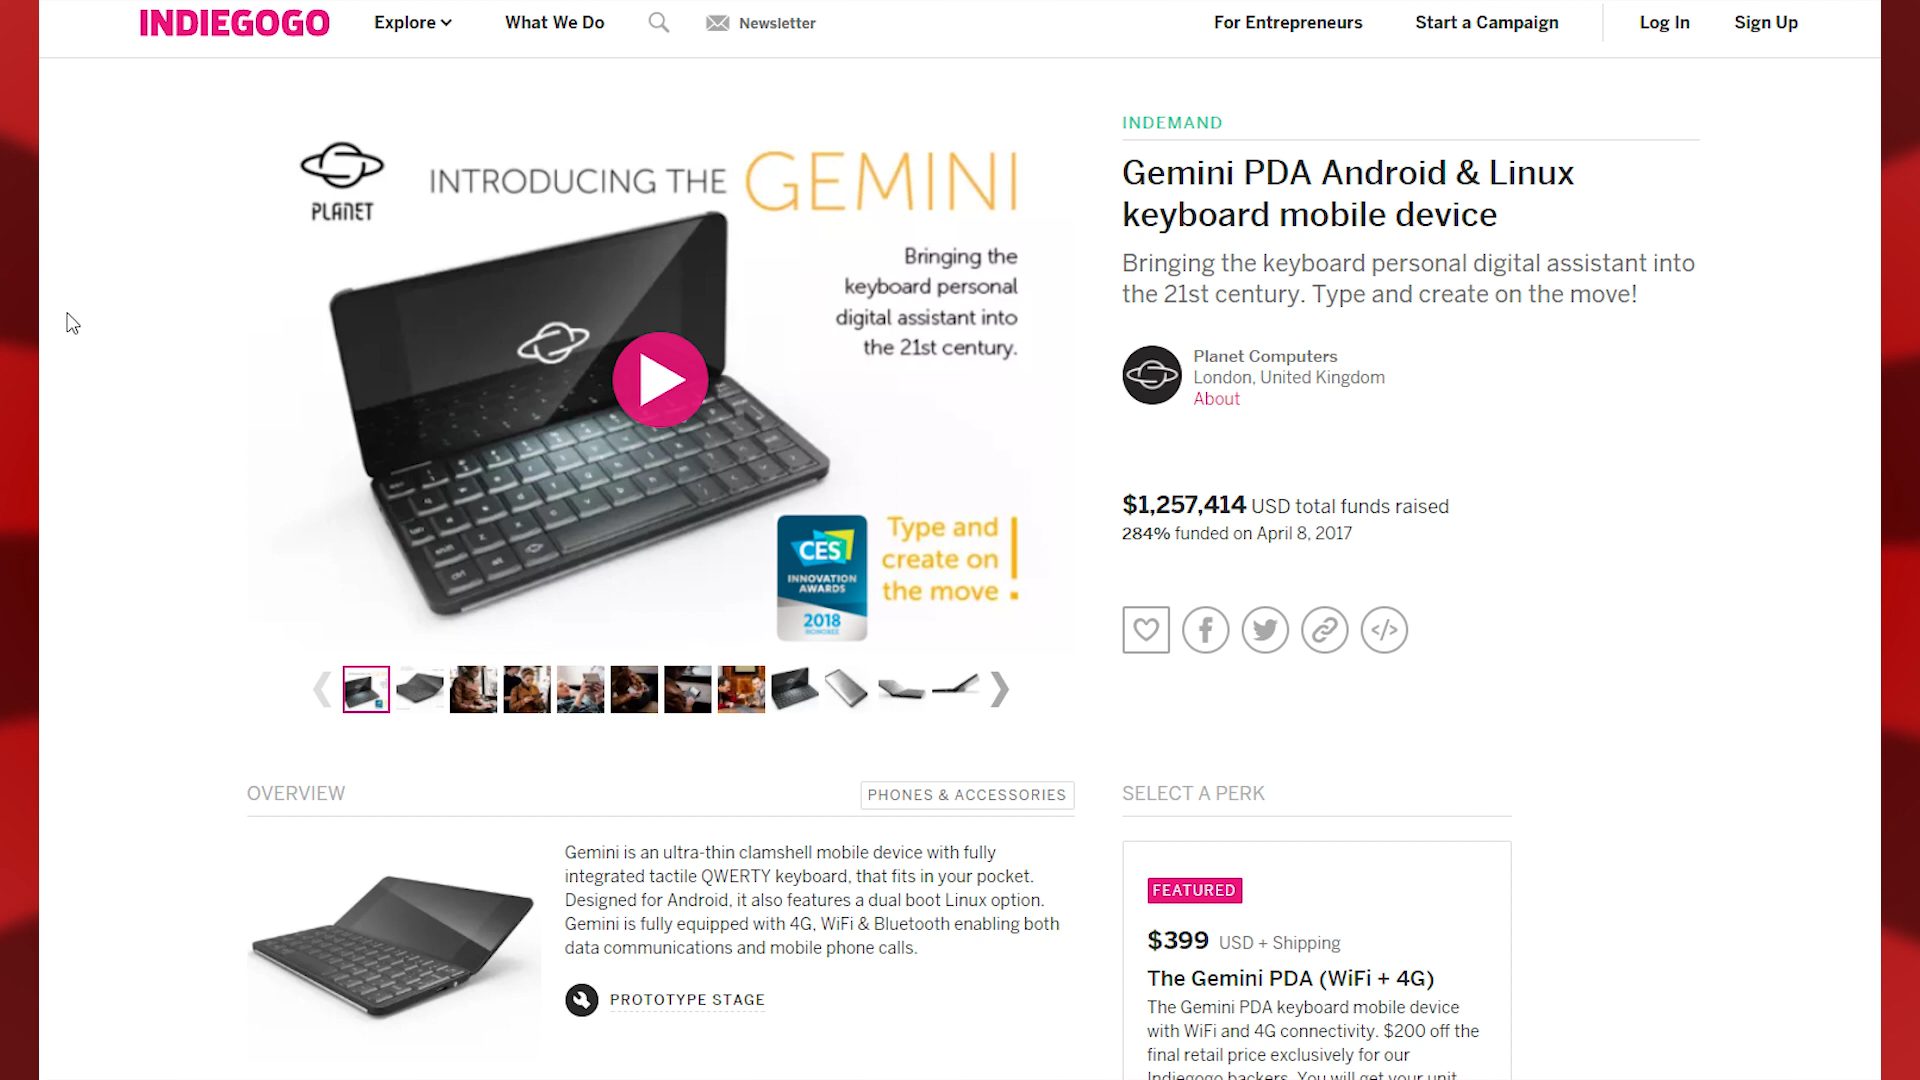 INDIEGOGO
Explore
What We Do
Newsletter
For Entrepreneurs
Start a Campaign
Log In
Sign Up
PLANET
INTRODUCING THE GEMINI
Bringing the
keyboard personal
digital assistant into
the 21st century.
CES
INNOVATION
AWARDS
2018
HONOREE
Type and
create on
the move !
INDEMAND
Gemini PDA Android & Linux
keyboard mobile device
Bringing the keyboard personal digital assistant into
the 21st century. Type and create on the move!
Planet Computers
London, United Kingdom
About
$1,257,414 USD total funds raised
284% funded on April 8, 2017
OVERVIEW
PHONES & ACCESSORIES
Gemini is an ultra-thin clamshell mobile device with fully
integrated tactile QWERTY keyboard, that fits in your pocket.
Designed for Android, it also features a dual boot Linux option.
Gemini is fully equipped with 4G, WiFi & Bluetooth enabling both
data communications and mobile phone calls.
PROTOTYPE STAGE
SELECT A PERK
FEATURED
$399 USD + Shipping
The Gemini PDA (WiFi + 4G)
The Gemini PDA keyboard mobile device
with WiFi and 4G connectivity. $200 off the
final retail price exclusively for our
Indiegogo backers. You will get your unit